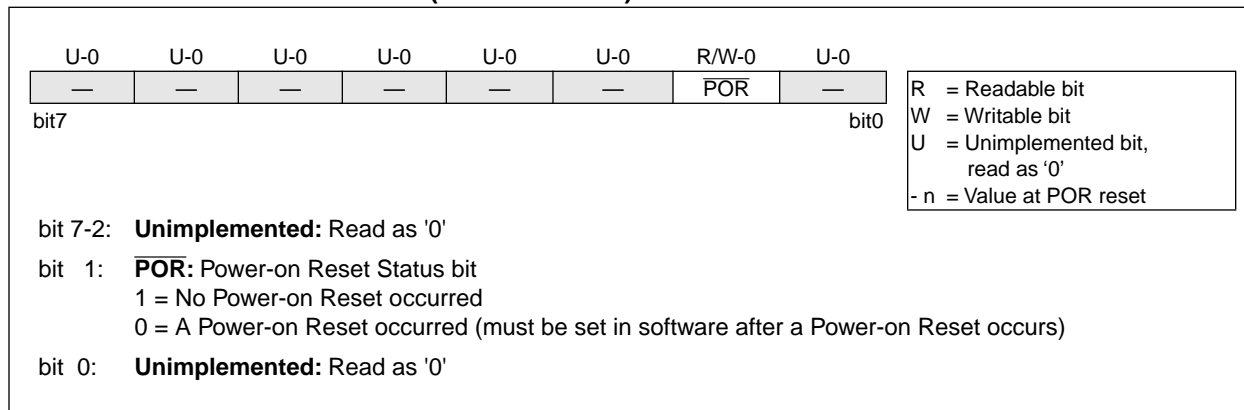 U-0 U-0 U-0 U-0 U-0 U-0 R/W-0 U-0
— — — — — — POR —
bit7 bit0
R = Readable bit
W = Writable bit
U = Unimplemented bit,
read as ‘0’
- n = Value at POR reset
bit 7-2: Unimplemented: Read as '0'
bit 1: POR: Power-on Reset Status bit
1 = No Power-on Reset occurred
0 = A Power-on Reset occurred (must be set in software after a Power-on Reset occurs)
bit 0: Unimplemented: Read as '0'